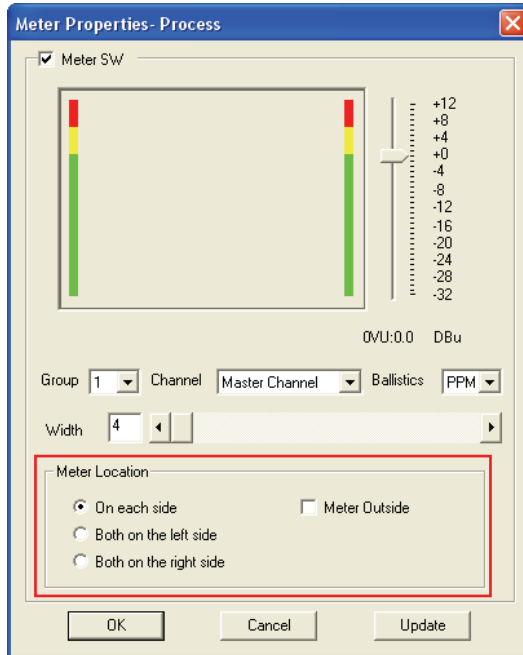 Meter Properties- Process
Meter SW
+12
+8
+4
+0
-4
-8
-12
-16
-20
-24
-28
-32
0VU:0.0 DBu
Group 1 Channel Master Channel Ballistics PPM
Width 4
Meter Location
On each side Meter Outside
Both on the left side
Both on the right side
OK Cancel Update